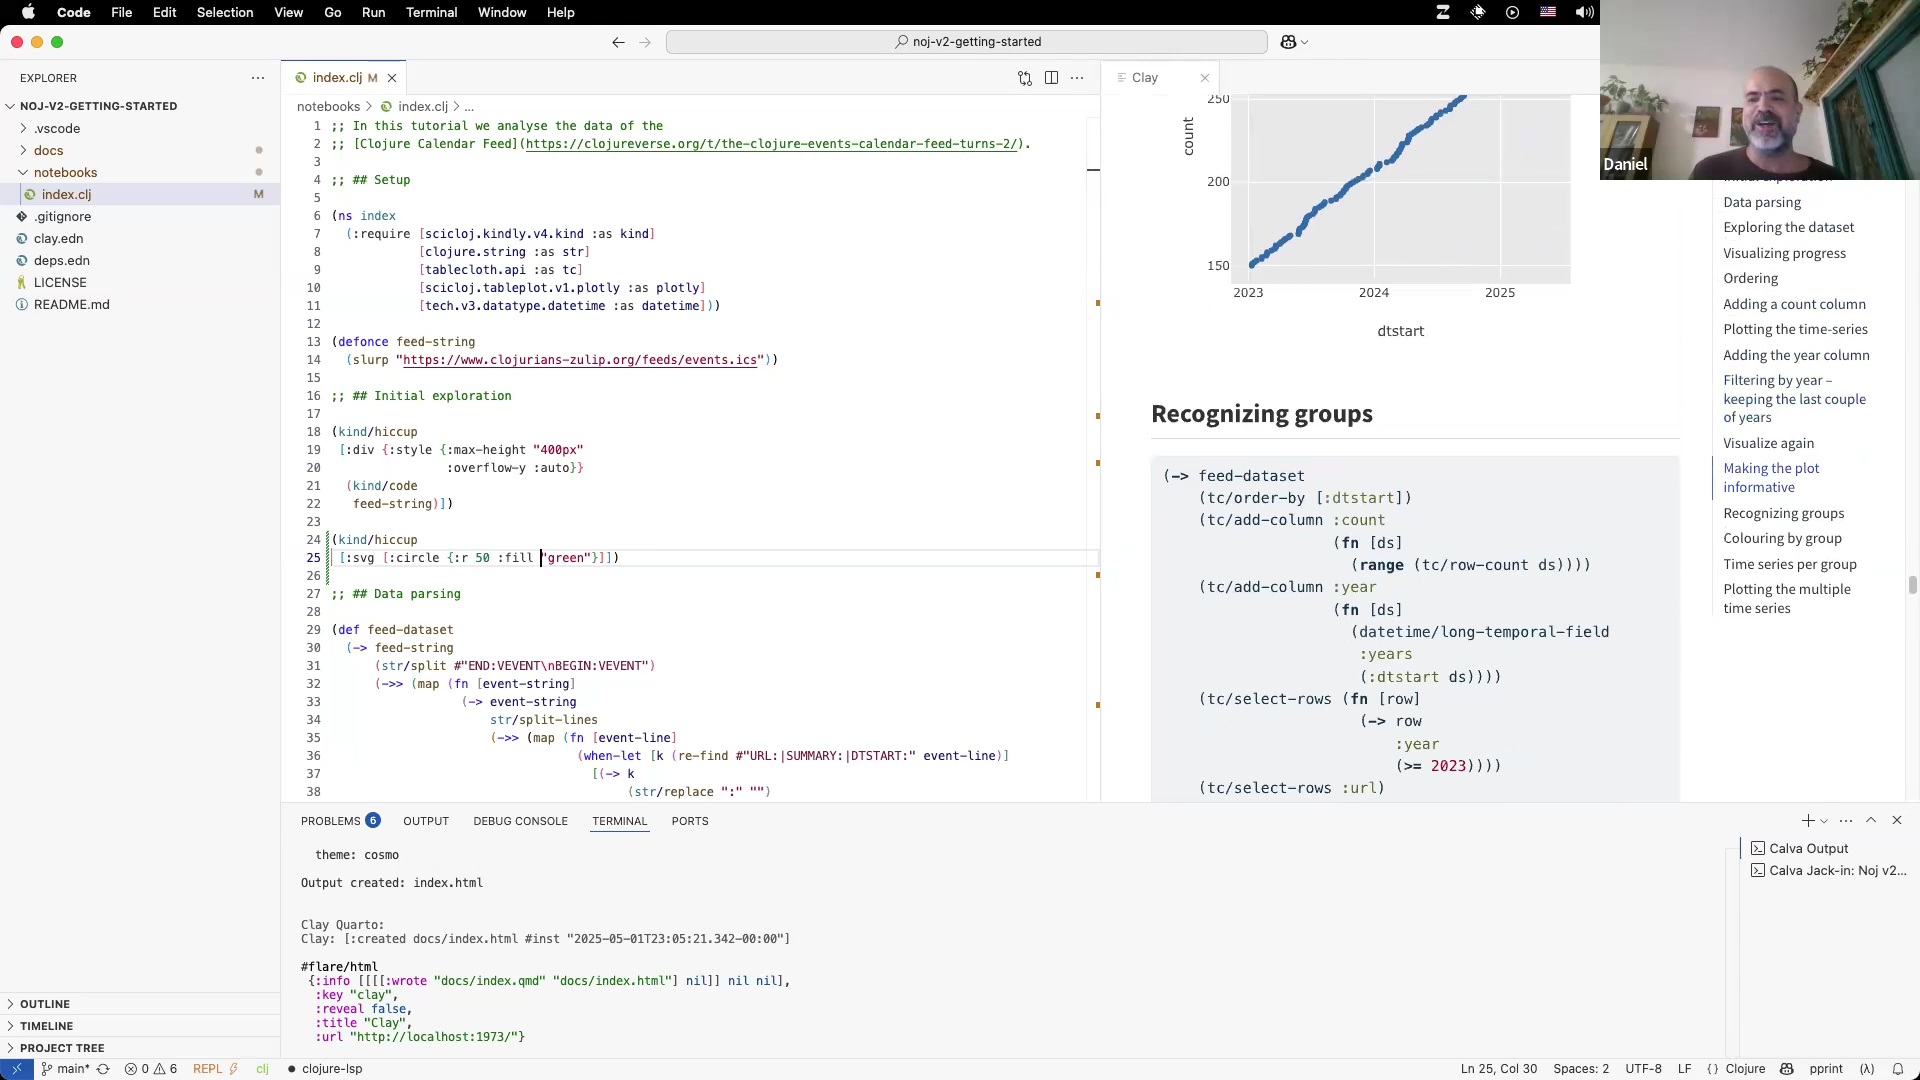 Code File Edit Selection View Go Run Terminal Window Help
noj-v2-getting-started
EXPLORER
NOJ-V2-GETTING-STARTED
.vscode
docs
notebooks
index.clj M
.gitignore
clay.edn
deps.edn
LICENSE
README.md
OUTLINE
TIMELINE
PROJECT TREE
index.clj M
notebooks > index.clj > ...
1 ;; In this tutorial we analyse the data of the
2 ;; [Clojure Calendar Feed](https://clojureverse.org/t/the-clojure-events-calendar-feed-turns-2/).
3
4 ;; ## Setup
5
6 (ns index
7 (:require [scicloj.kindly.v4.kind :as kind]
8 [clojure.string :as str]
9 [tablecloth.api :as tc]
10 [scicloj.tableplot.v1.plotly :as plotly]
11 [tech.v3.datatype.datetime :as datetime]))
12
13 (defonce feed-string
14 (slurp "https://www.clojurians-zulip.org/feeds/events.ics"))
15
16 ;; ## Initial exploration
17
18 (kind/hiccup
19 [:div {:style {:max-height "400px"
20 :overflow-y :auto}}
21 (kind/code
22 feed-string)])
23
24 (kind/hiccup
25 [:svg [:circle {:r 50 :fill "green"}]])
26
27 ;; ## Data parsing
28
29 (def feed-dataset
30 (-> feed-string
31 (str/split #"END:VEVENT\nBEGIN:VEVENT")
32 (->> (map (fn [event-string]
33 (-> event-string
34 str/split-lines
35 (->> (map (fn [event-line]
36 (when-let [k (re-find #"URL:|SUMMARY:|DTSTART:" event-line)]
37 [(-> k
38 (str/replace ":" "")
Clay
250
200
150
count
2023 2024 2025
dtstart
Recognizing groups
(-> feed-dataset
(tc/order-by [:dtstart])
(tc/add-column :count
(fn [ds]
(range (tc/row-count ds))))
(tc/add-column :year
(fn [ds]
(datetime/long-temporal-field
:years
(:dtstart ds))))
(tc/select-rows (fn [row]
(-> row
:year
(>= 2023))))
(tc/select-rows :url)
Daniel
Initial exploration
Data parsing
Exploring the dataset
Visualizing progress
Ordering
Adding a count column
Plotting the time-series
Adding the year column
Filtering by year –
keeping the last couple
of years
Visualize again
Making the plot
informative
Recognizing groups
Colouring by group
Time series per group
Plotting the multiple
time series
PROBLEMS 6 OUTPUT DEBUG CONSOLE TERMINAL PORTS
theme: cosmo
Output created: index.html
Clay Quarto:
Clay: [:created docs/index.html #inst "2025-05-01T23:05:21.342-00:00"]
#flare/html
{:info [[[[:wrote "docs/index.qmd" "docs/index.html"] nil]] nil nil],
:key "clay",
:reveal false,
:title "Clay",
:url "http://localhost:1973/"}
Calva Output
Calva Jack-in: Noj v2...
main* 0 6 REPL clj clojure-lsp
Ln 25, Col 30 Spaces: 2 UTF-8 LF Clojure pprint (λ)